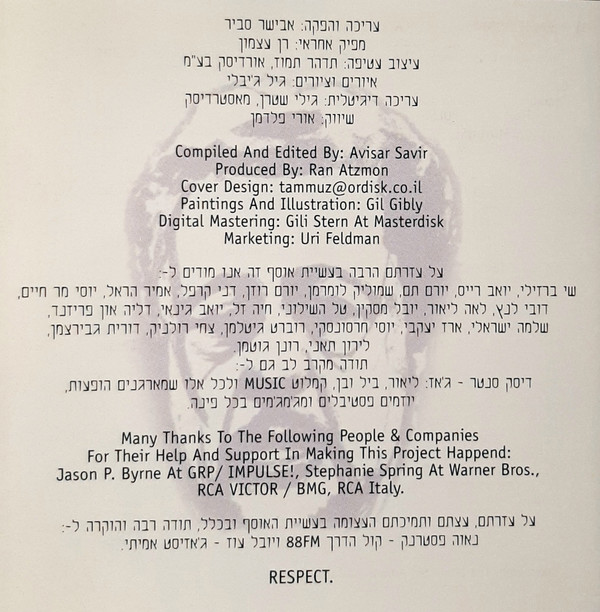 עריכה והפקה: אבישר סביר
מפיק אחראי: רן עצמון
עיצוב עטיפה: תדהר תמוז, אורדיסק בע"מ
איורים וציורים: גיל ג'יבלי
עריכה דיגיטלית: גילי שטרן, מאסטרדיסק
שיווק: אורי פלדמן
Compiled And Edited By: Avisar Savir
Produced By: Ran Atzmon
Cover Design: tammuz@ordisk.co.il
Paintings And Illustration: Gil Gibly
Digital Mastering: Gili Stern At Masterdisk
Marketing: Uri Feldman
על עזרתם הרבה בעשיית אוסף זה אנו מודים ל-:
שי ברזילי, יואב רייס, יורם תם, שמוליק לומרמן, יורם רוזן, דני קרפל, אמיר הראל, יוסי מר חיים,
דובי לנץ, לאה ליאור, יובל מסקין, טל השילוני, חיה זל, יואב גינאי, דליה און פרידנד,
שלמה ישראלי, ארז יעקבי, יוסי מרסונסקי, רוברט גיטלמן, צחי רולניק, דורית גבירצמן,
לירון תאני, רונן גוטמן.
תודה מקרב לב גם ל-:
דיסק סנטר - ג'אז: ליאור, ביל ובן, קמלוט MUSIC ולכל אלו שמארגנים הופעות,
יוזמים פסטיבלים ומג'מג'מים בכל פינה.
Many Thanks To The Following People & Companies
For Their Help And Support In Making This Project Happend:
Jason P. Byrne At GRP/ IMPULSE!, Stephanie Spring At Warner Bros.,
RCA VICTOR / BMG, RCA Italy.
על עזרתם, עצתם ותמיכתם העצומה בעשיית האוסף ובכלל, תודה רבה והוקרה ל-:
נאוה פסטרנק - קול הדרך 88FM ויובל צוז - ג'אזיסט אמיתי.
RESPECT.